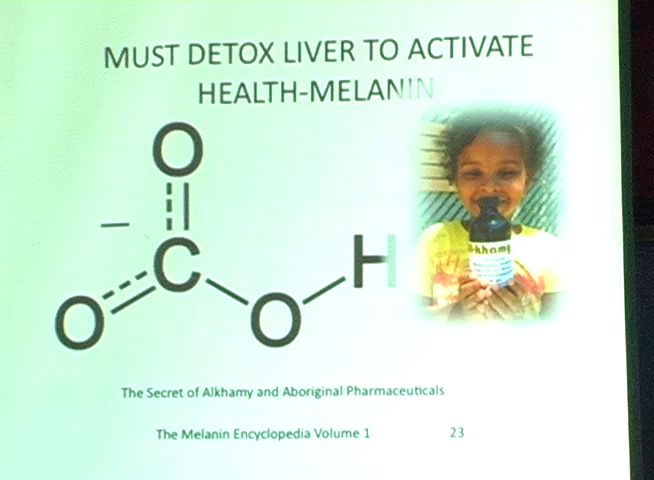 MUST DETOX LIVER TO ACTIVATE
HEALTH-MELANIN
O
–
C
H
O
O
khamy
The Secret of Alkhamy and Aboriginal Pharmaceuticals
The Melanin Encyclopedia Volume 1 23